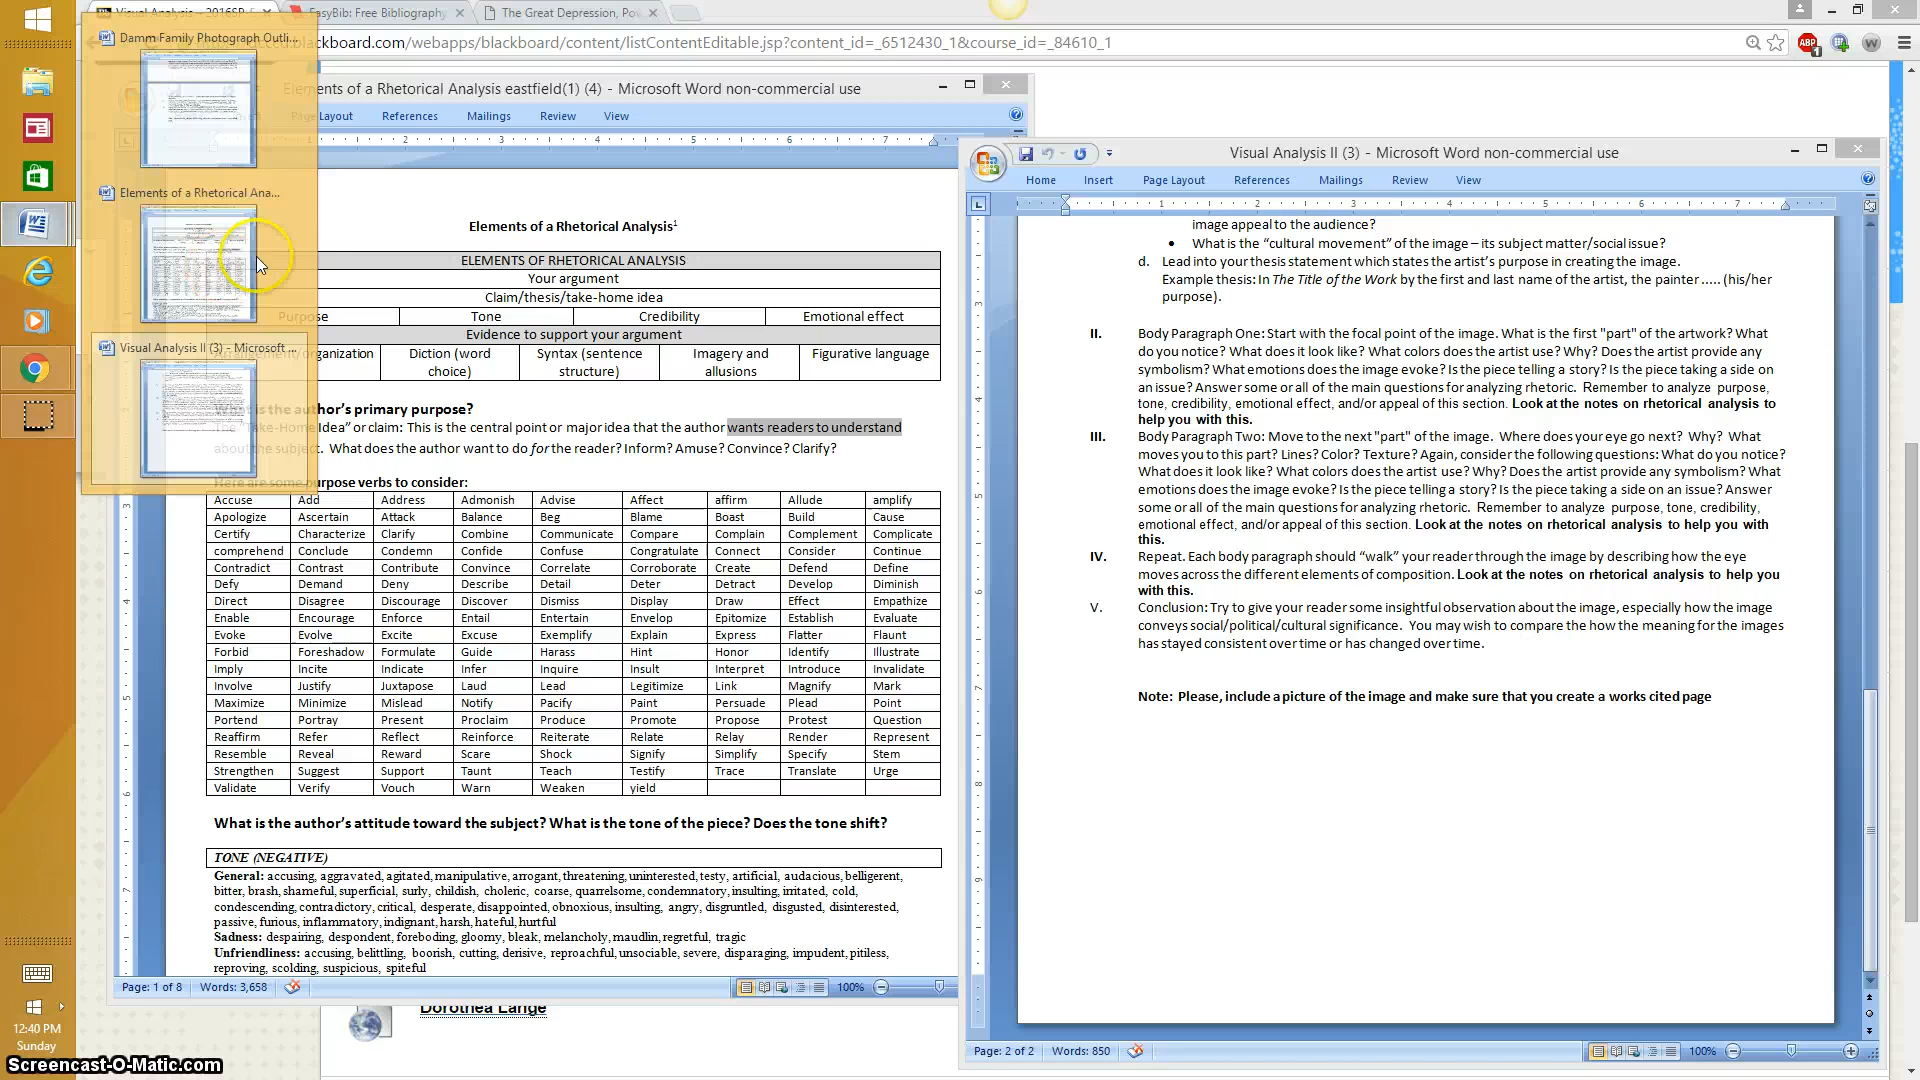 Visual Analysis – 2016SP
EasyBib: Free Bibliography
The Great Depression, Po
.blackboard.com/webapps/blackboard/content/listContentEditable.jsp?content_id=_6512430_1&course_id=_84610_1
ABP
1
W
Damm Family Photograph Outli...
Elements of a Rhetorical Ana...
Visual Analysis II (3) - Microsoft ...
Elements of a Rhetorical Analysis eastfield(1) (4) - Microsoft Word non-commercial use
Page Layout References Mailings Review View
1 2 3 4 5 6 7
Elements of a Rhetorical Analysis1
ELEMENTS OF RHETORICAL ANALYSIS
Your argument
Claim/thesis/take-home idea
Purpose Tone Credibility Emotional effect
Evidence to support your argument
Arrangement/organization Diction (word choice) Syntax (sentence structure) Imagery and allusions Figurative language
What is the author's primary purpose?
The "Take-Home Idea" or claim: This is the central point or major idea that the author wants readers to understand
about the subject. What does the author want to do for the reader? Inform? Amuse? Convince? Clarify?
Here are some purpose verbs to consider:
Accuse Add Address Admonish Advise Affect affirm Allude amplify
Apologize Ascertain Attack Balance Beg Blame Boast Build Cause
Certify Characterize Clarify Combine Communicate Compare Complain Complement Complicate
comprehend Conclude Condemn Confide Confuse Congratulate Connect Consider Continue
Contradict Contrast Contribute Convince Correlate Corroborate Create Defend Define
Defy Demand Deny Describe Detail Deter Detract Develop Diminish
Direct Disagree Discourage Discover Dismiss Display Draw Effect Empathize
Enable Encourage Enforce Entail Entertain Envelop Epitomize Establish Evaluate
Evoke Evolve Excite Excuse Exemplify Explain Express Flatter Flaunt
Forbid Foreshadow Formulate Guide Harass Hint Honor Identify Illustrate
Imply Incite Indicate Infer Inquire Insult Interpret Introduce Invalidate
Involve Justify Juxtapose Laud Lead Legitimize Link Magnify Mark
Maximize Minimize Mislead Notify Pacify Paint Persuade Plead Point
Portend Portray Present Proclaim Produce Promote Propose Protest Question
Reaffirm Refer Reflect Reinforce Reiterate Relate Relay Render Represent
Resemble Reveal Reward Scare Shock Signify Simplify Specify Stem
Strengthen Suggest Support Taunt Teach Testify Trace Translate Urge
Validate Verify Vouch Warn Weaken yield
What is the author's attitude toward the subject? What is the tone of the piece? Does the tone shift?
TONE (NEGATIVE)
General: accusing, aggravated, agitated, manipulative, arrogant, threatening, uninterested, testy, artificial, audacious, belligerent,
bitter, brash, shameful, superficial, surly, childish, choleric, coarse, quarrelsome, condemnatory, insulting, irritated, cold,
condescending, contradictory, critical, desperate, disappointed, obnoxious, insulting, angry, disgruntled, disgusted, disinterested,
passive, furious, inflammatory, indignant, harsh, hateful, hurtful
Sadness: despairing, despondent, foreboding, gloomy, bleak, melancholy, maudlin, regretful, tragic
Unfriendliness: accusing, belittling, boorish, cutting, derisive, reproachful, unsociable, severe, disparaging, impudent, pitiless,
reproving, scolding, suspicious, spiteful
Page: 1 of 8 Words: 3,658 100%
Dorothea Lange
Visual Analysis II (3) - Microsoft Word non-commercial use
Home Insert Page Layout References Mailings Review View
1 2 3 4 5 6 7
image appeal to the audience?
• What is the "cultural movement" of the image – its subject matter/social issue?
d. Lead into your thesis statement which states the artist's purpose in creating the image.
Example thesis: In The Title of the Work by the first and last name of the artist, the painter ..... (his/her
purpose).
II. Body Paragraph One: Start with the focal point of the image. What is the first "part" of the artwork? What
do you notice? What does it look like? What colors does the artist use? Why? Does the artist provide any
symbolism? What emotions does the image evoke? Is the piece telling a story? Is the piece taking a side on
an issue? Answer some or all of the main questions for analyzing rhetoric. Remember to analyze purpose,
tone, credibility, emotional effect, and/or appeal of this section. Look at the notes on rhetorical analysis to
help you with this.
III. Body Paragraph Two: Move to the next "part" of the image. Where does your eye go next? Why? What
moves you to this part? Lines? Color? Texture? Again, consider the following questions: What do you notice?
What does it look like? What colors does the artist use? Why? Does the artist provide any symbolism? What
emotions does the image evoke? Is the piece telling a story? Is the piece taking a side on an issue? Answer
some or all of the main questions for analyzing rhetoric. Remember to analyze purpose, tone, credibility,
emotional effect, and/or appeal of this section. Look at the notes on rhetorical analysis to help you with
this.
IV. Repeat. Each body paragraph should "walk" your reader through the image by describing how the eye
moves across the different elements of composition. Look at the notes on rhetorical analysis to help you
with this.
V. Conclusion: Try to give your reader some insightful observation about the image, especially how the image
conveys social/political/cultural significance. You may wish to compare the how the meaning for the images
has stayed consistent over time or has changed over time.
Note: Please, include a picture of the image and make sure that you create a works cited page
Page: 2 of 2 Words: 850 100%
12:40 PM
Sunday
Screencast-O-Matic.com